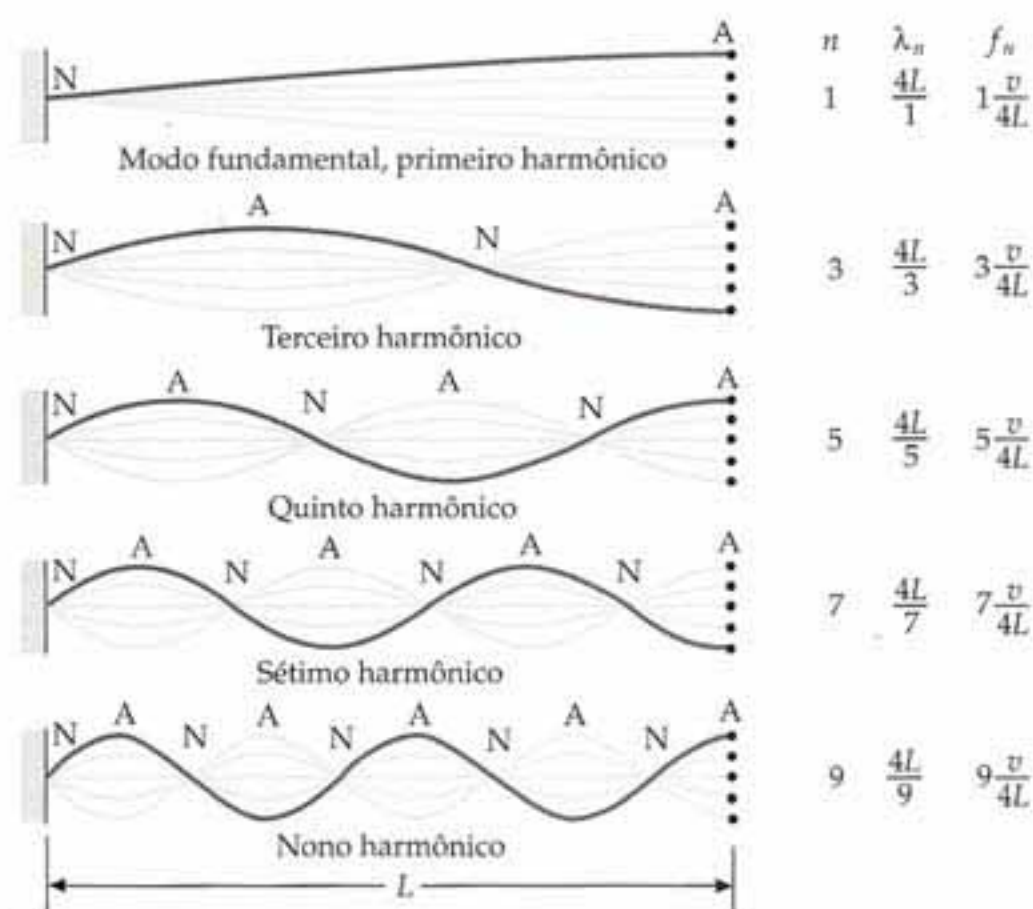 n λₙ fₙ
A
N
1 4L/1 1 v/4L
Modo fundamental, primeiro harmônico
A A
N N
3 4L/3 3 v/4L
Terceiro harmônico
A A A
N N N
5 4L/5 5 v/4L
Quinto harmônico
A A A A
N N N N
7 4L/7 7 v/4L
Sétimo harmônico
A A A A A
N N N N N
9 4L/9 9 v/4L
Nono harmônico
L